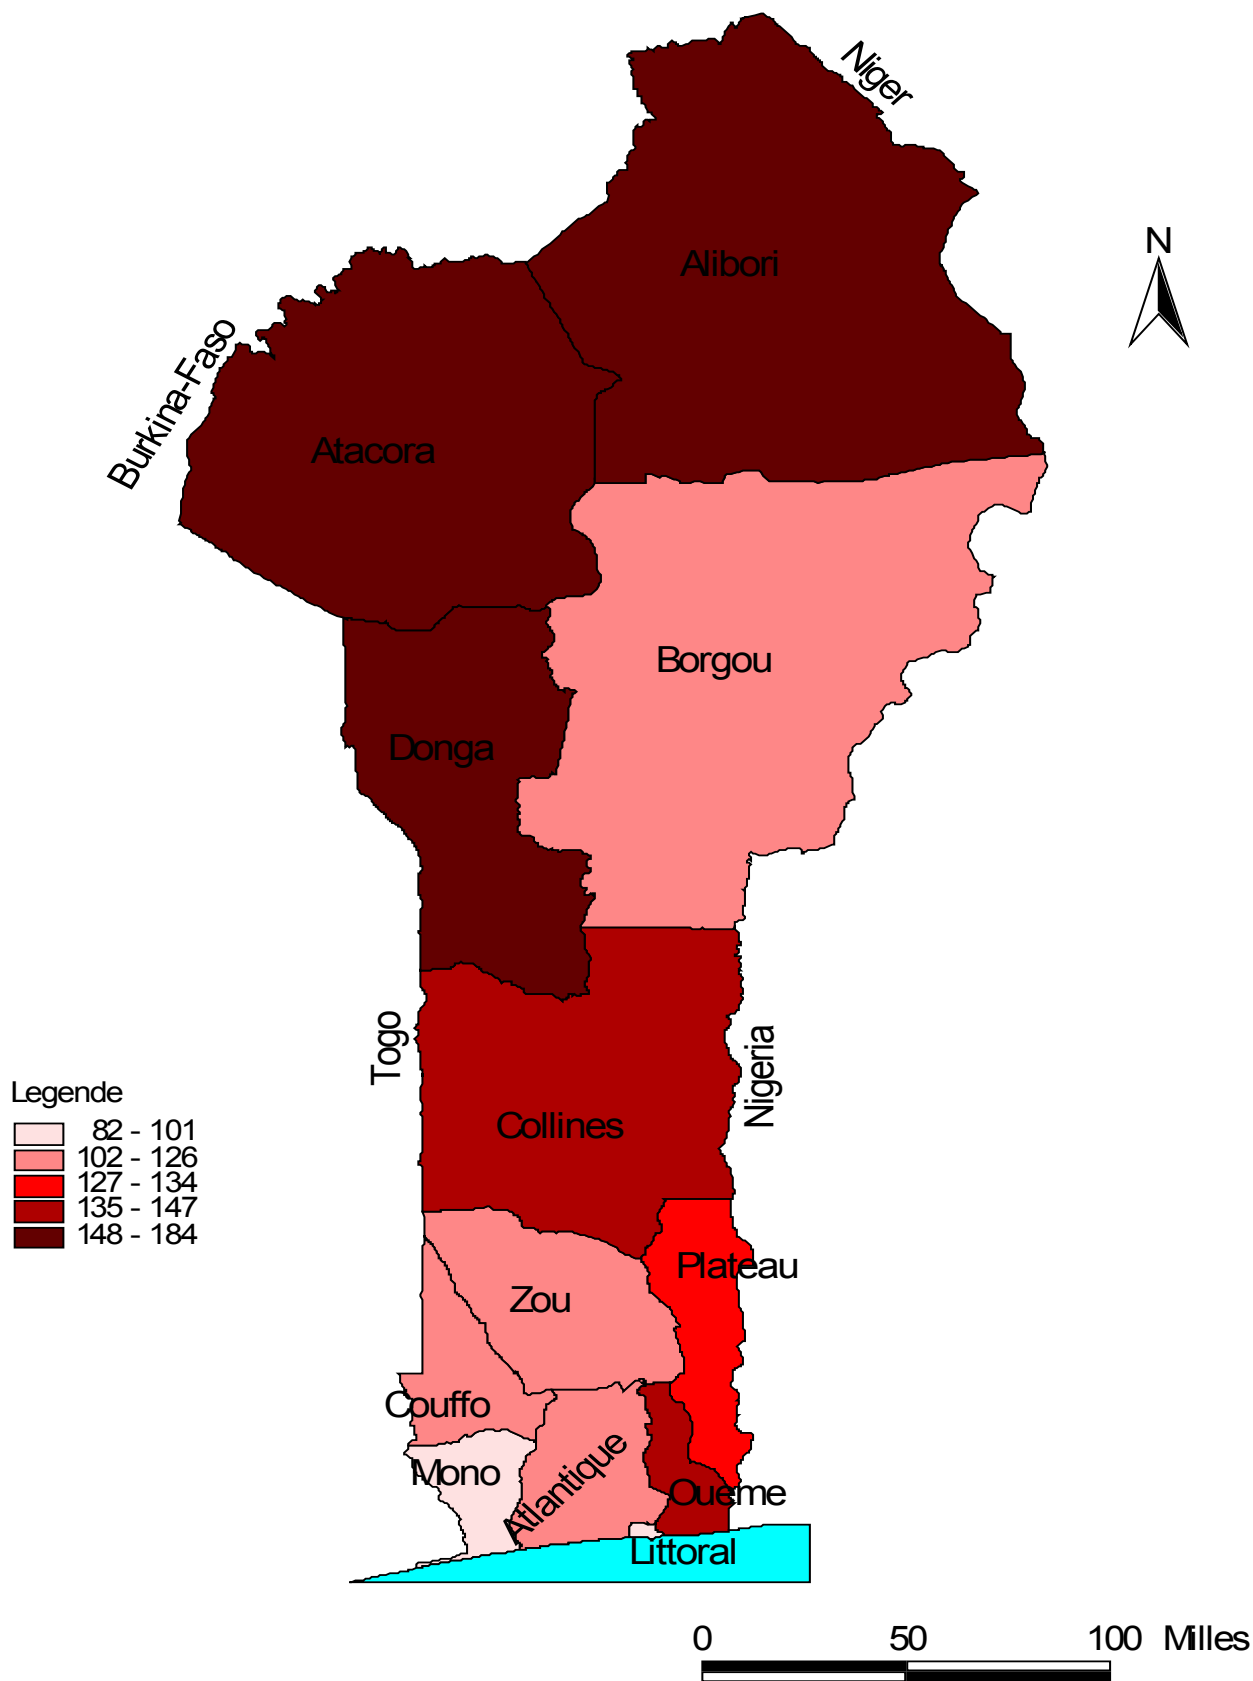 Niger
N
Alibori
Burkina-Faso
Atacora
Borgou
Donga
Togo
Nigeria
Legende
82 - 101
102 - 126
127 - 134
135 - 147
148 - 184
Collines
Plateau
Zou
Couffo
Atlantique
Mono
Oueme
Littoral
0 50 100 Milles